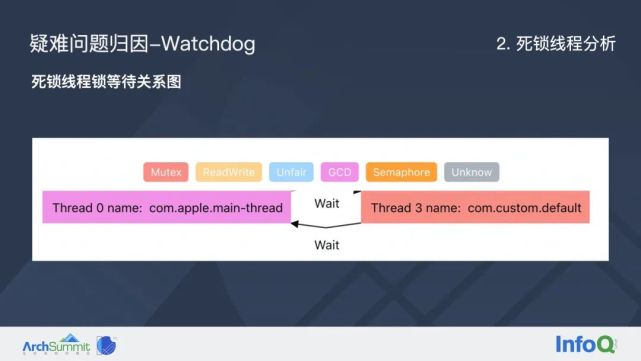 疑难问题归因-Watchdog
2. 死锁线程分析
死锁线程锁等待关系图
Mutex
ReadWrite
Unfair
GCD
Semaphore
Unknow
Thread 0 name: com.apple.main-thread
Wait
Thread 3 name: com.custom.default
Wait
ArchSummit
InfoQ